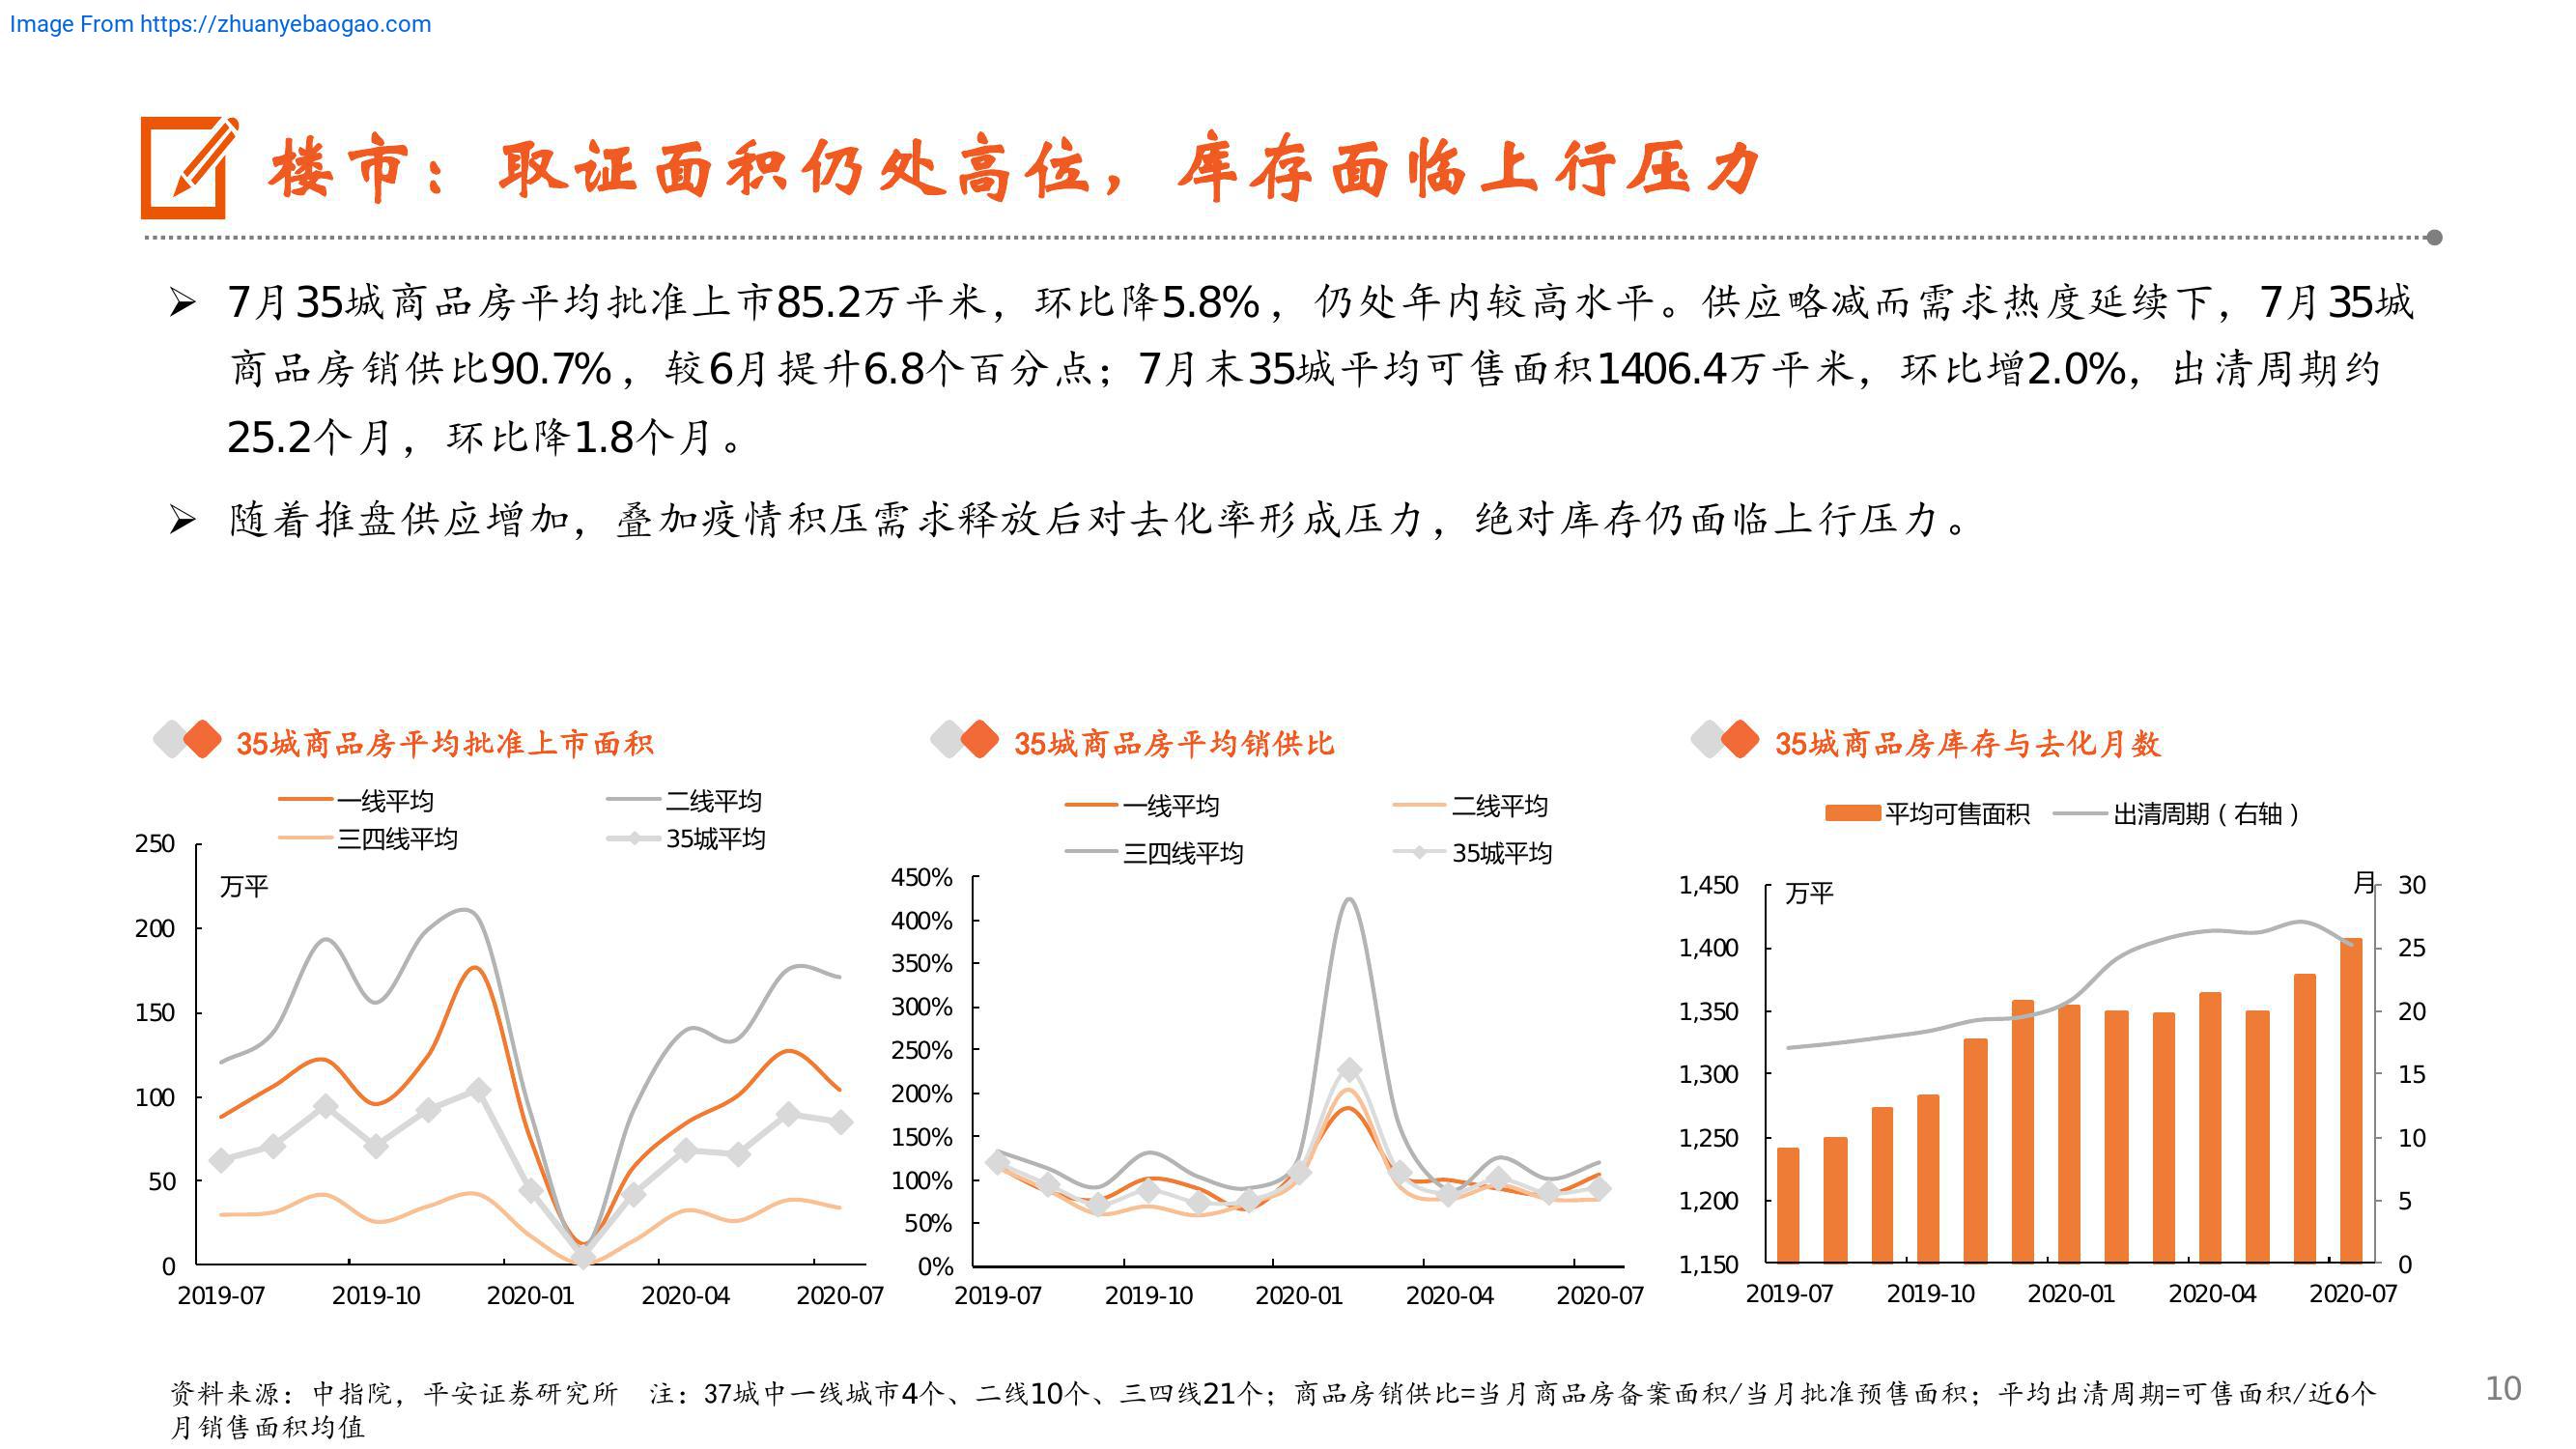 Image From https://zhuanyebaogao.com
楼市：取证面积仍处高位，库存面临上行压力
7月35城商品房平均批准上市85.2万平米，环比降5.8%，仍处年内较高水平。供应略减而需求热度延续下，7月35城
商品房销供比90.7%，较6月提升6.8个百分点；7月末35城平均可售面积1406.4万平米，环比增2.0%，出清周期约
25.2个月，环比降1.8个月。
随着推盘供应增加，叠加疫情积压需求释放后对去化率形成压力，绝对库存仍面临上行压力。
35城商品房平均批准上市面积
一线平均 二线平均
三四线平均 35城平均
万平
250
200
150
100
50
0
2019-07 2019-10 2020-01 2020-04 2020-07
35城商品房平均销供比
一线平均 二线平均
三四线平均 35城平均
450%
400%
350%
300%
250%
200%
150%
100%
50%
0%
2019-07 2019-10 2020-01 2020-04 2020-07
35城商品房库存与去化月数
平均可售面积 出清周期（右轴）
万平 月
1,450 30
1,400 25
1,350 20
1,300 15
1,250 10
1,200 5
1,150 0
2019-07 2019-10 2020-01 2020-04 2020-07
资料来源：中指院，平安证券研究所 注：37城中一线城市4个、二线10个、三四线21个；商品房销供比=当月商品房备案面积/当月批准预售面积；平均出清周期=可售面积/近6个
月销售面积均值
10